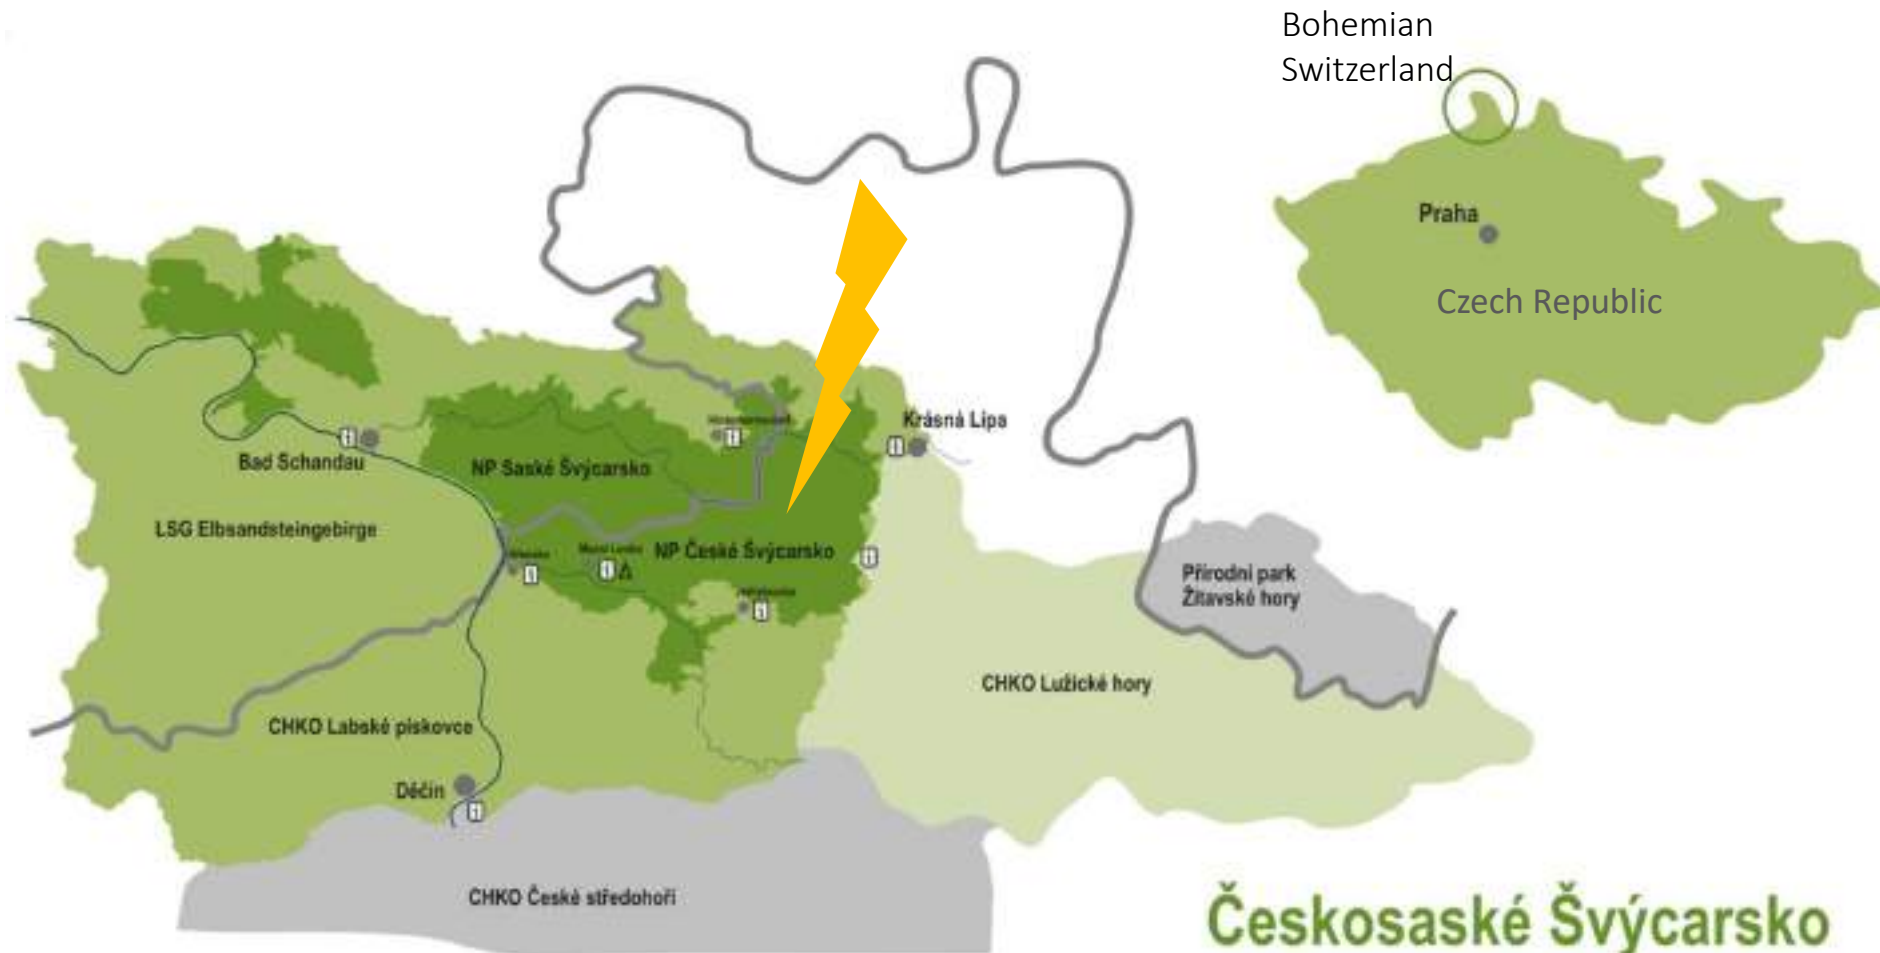 Bohemian
Switzerland
Praha
Czech Republic
Krásná Lípa
Bad Schandau
NP Saské Švýcarsko
LSG Elbsandsteingebirge
NP České Švýcarsko
Přírodní park
Žitavské hory
CHKO Lužické hory
CHKO Labské pískovce
Děčín
CHKO České středohoří
Českosaské Švýcarsko